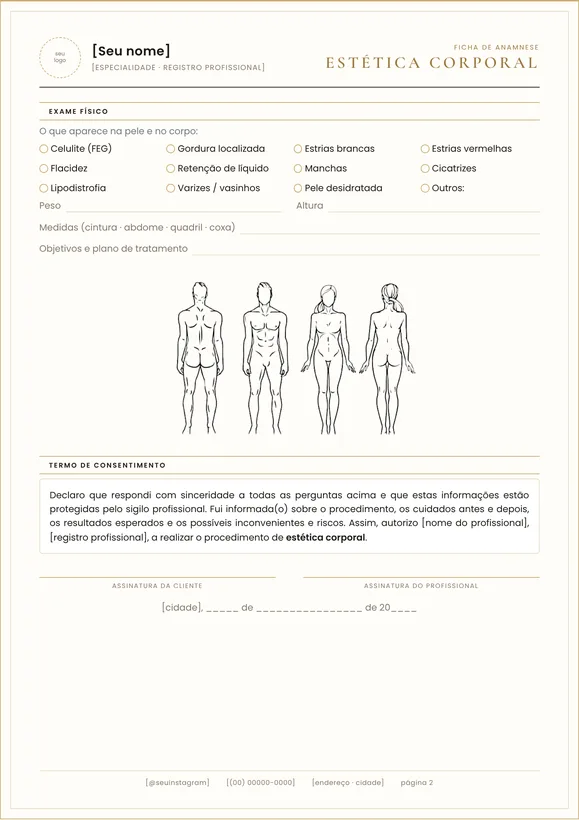 seu
logo
[Seu nome]
[ESPECIALIDADE · REGISTRO PROFISSIONAL]
FICHA DE ANAMNESE
ESTÉTICA CORPORAL
EXAME FÍSICO
O que aparece na pele e no corpo:
Celulite (FEG) Gordura localizada Estrias brancas Estrias vermelhas
Flacidez Retenção de líquido Manchas Cicatrizes
Lipodistrofia Varizes / vasinhos Pele desidratada Outros:
Peso Altura
Medidas (cintura · abdome · quadril · coxa)
Objetivos e plano de tratamento
TERMO DE CONSENTIMENTO
Declaro que respondi com sinceridade a todas as perguntas acima e que estas informações estão
protegidas pelo sigilo profissional. Fui informada(o) sobre o procedimento, os cuidados antes e depois,
os resultados esperados e os possíveis inconvenientes e riscos. Assim, autorizo [nome do profissional],
[registro profissional], a realizar o procedimento de estética corporal.
ASSINATURA DA CLIENTE ASSINATURA DO PROFISSIONAL
[cidade], _____ de ________________ de 20____
[@seuinstagram] [(00) 00000-0000] [endereço · cidade] página 2